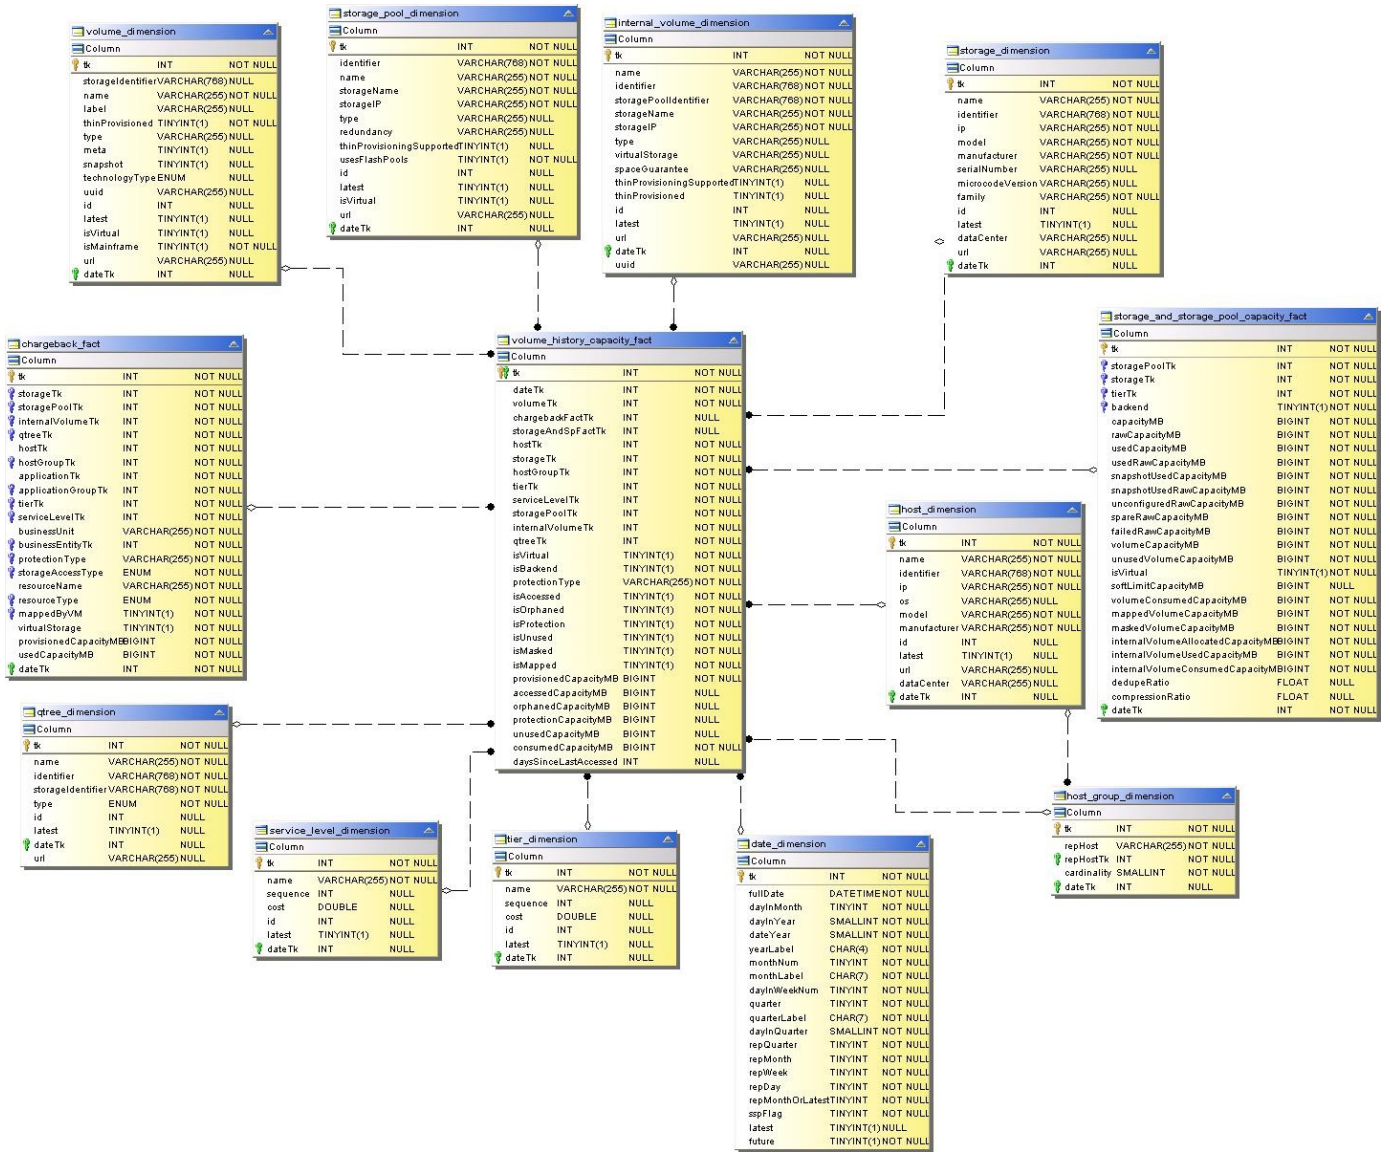 volume_dimension
Column
tk INT NOT NULL
storageIdentifier VARCHAR(768) NULL
name VARCHAR(255) NOT NULL
label VARCHAR(255) NULL
thinProvisioned TINYINT(1) NOT NULL
type VARCHAR(255) NULL
meta TINYINT(1) NULL
snapshot TINYINT(1) NULL
technologyType ENUM NULL
uuid VARCHAR(255) NULL
id INT NULL
latest TINYINT(1) NULL
isVirtual TINYINT(1) NULL
isMainframe TINYINT(1) NOT NULL
url VARCHAR(255) NULL
dateTk INT NULL
storage_pool_dimension
Column
tk INT NOT NULL
identifier VARCHAR(768) NOT NULL
name VARCHAR(255) NOT NULL
storageName VARCHAR(255) NOT NULL
storageIP VARCHAR(255) NOT NULL
type VARCHAR(255) NULL
redundancy VARCHAR(255) NULL
thinProvisioningSupported TINYINT(1) NULL
usesFlashPools TINYINT(1) NOT NULL
id INT NULL
latest TINYINT(1) NULL
isVirtual TINYINT(1) NULL
url VARCHAR(255) NULL
dateTk INT NULL
internal_volume_dimension
Column
tk INT NOT NULL
name VARCHAR(255) NOT NULL
identifier VARCHAR(768) NOT NULL
storagePoolIdentifier VARCHAR(768) NOT NULL
storageName VARCHAR(255) NOT NULL
storageIP VARCHAR(255) NOT NULL
type VARCHAR(255) NULL
virtualStorage VARCHAR(255) NULL
spaceGuarantee VARCHAR(255) NULL
thinProvisioningSupported TINYINT(1) NULL
thinProvisioned TINYINT(1) NULL
id INT NULL
latest TINYINT(1) NULL
url VARCHAR(255) NULL
dateTk INT NULL
uuid VARCHAR(255) NULL
storage_dimension
Column
tk INT NOT NULL
name VARCHAR(255) NOT NULL
identifier VARCHAR(768) NOT NULL
ip VARCHAR(255) NOT NULL
model VARCHAR(255) NOT NULL
manufacturer VARCHAR(255) NOT NULL
serialNumber VARCHAR(255) NULL
microcodeVersion VARCHAR(255) NULL
family VARCHAR(255) NOT NULL
id INT NULL
latest TINYINT(1) NULL
dataCenter VARCHAR(255) NULL
url VARCHAR(255) NULL
dateTk INT NULL
chargeback_fact
Column
tk INT NOT NULL
storageTk INT NOT NULL
storagePoolTk INT NOT NULL
internalVolumeTk INT NOT NULL
qtreeTk INT NOT NULL
hostTk INT NOT NULL
hostGroupTk INT NOT NULL
applicationTk INT NOT NULL
applicationGroupTk INT NOT NULL
tierTk INT NOT NULL
serviceLevelTk INT NOT NULL
businessUnit VARCHAR(255) NOT NULL
businessEntityTk INT NOT NULL
protectionType VARCHAR(255) NOT NULL
storageAccessType ENUM NOT NULL
resourceName VARCHAR(255) NOT NULL
resourceType ENUM NOT NULL
mappedByVM TINYINT(1) NOT NULL
virtualStorage TINYINT(1) NOT NULL
provisionedCapacityMB BIGINT NOT NULL
usedCapacityMB BIGINT NOT NULL
dateTk INT NOT NULL
volume_history_capacity_fact
Column
tk INT NOT NULL
dateTk INT NOT NULL
volumeTk INT NOT NULL
chargebackFactTk INT NULL
storageAndSpFactTk INT NULL
hostTk INT NOT NULL
storageTk INT NOT NULL
hostGroupTk INT NOT NULL
tierTk INT NOT NULL
serviceLevelTk INT NOT NULL
storagePoolTk INT NOT NULL
internalVolumeTk INT NOT NULL
qtreeTk INT NOT NULL
isVirtual TINYINT(1) NOT NULL
isBackend TINYINT(1) NOT NULL
protectionType VARCHAR(255) NOT NULL
isAccessed TINYINT(1) NOT NULL
isOrphaned TINYINT(1) NOT NULL
isProtection TINYINT(1) NOT NULL
isUnused TINYINT(1) NOT NULL
isMasked TINYINT(1) NOT NULL
isMapped TINYINT(1) NOT NULL
provisionedCapacityMB BIGINT NOT NULL
accessedCapacityMB BIGINT NULL
orphanedCapacityMB BIGINT NULL
protectionCapacityMB BIGINT NULL
unusedCapacityMB BIGINT NULL
consumedCapacityMB BIGINT NOT NULL
daysSinceLastAccessed INT NULL
storage_and_storage_pool_capacity_fact
Column
tk INT NOT NULL
storagePoolTk INT NOT NULL
storageTk INT NOT NULL
tierTk INT NOT NULL
backend TINYINT(1) NOT NULL
capacityMB BIGINT NOT NULL
rawCapacityMB BIGINT NOT NULL
usedCapacityMB BIGINT NOT NULL
usedRawCapacityMB BIGINT NOT NULL
snapshotUsedCapacityMB BIGINT NOT NULL
snapshotUsedRawCapacityMB BIGINT NOT NULL
unconfiguredRawCapacityMB BIGINT NOT NULL
spareRawCapacityMB BIGINT NOT NULL
failedRawCapacityMB BIGINT NOT NULL
volumeCapacityMB BIGINT NOT NULL
unusedVolumeCapacityMB BIGINT NOT NULL
isVirtual TINYINT(1) NOT NULL
softLimitCapacityMB BIGINT NULL
volumeConsumedCapacityMB BIGINT NOT NULL
mappedVolumeCapacityMB BIGINT NOT NULL
maskedVolumeCapacityMB BIGINT NOT NULL
internalVolumeAllocatedCapacityMB BIGINT NOT NULL
internalVolumeUsedCapacityMB BIGINT NOT NULL
internalVolumeConsumedCapacityMB BIGINT NOT NULL
dedupeRatio FLOAT NULL
compressionRatio FLOAT NULL
dateTk INT NOT NULL
host_dimension
Column
tk INT NOT NULL
name VARCHAR(255) NOT NULL
identifier VARCHAR(768) NOT NULL
ip VARCHAR(255) NOT NULL
os VARCHAR(255) NULL
model VARCHAR(255) NOT NULL
manufacturer VARCHAR(255) NOT NULL
id INT NULL
latest TINYINT(1) NULL
url VARCHAR(255) NULL
dataCenter VARCHAR(255) NULL
dateTk INT NULL
qtree_dimension
Column
tk INT NOT NULL
name VARCHAR(255) NOT NULL
identifier VARCHAR(768) NOT NULL
storageIdentifier VARCHAR(768) NOT NULL
type ENUM NOT NULL
id INT NULL
latest TINYINT(1) NULL
dateTk INT NULL
url VARCHAR(255) NULL
service_level_dimension
Column
tk INT NOT NULL
name VARCHAR(255) NOT NULL
sequence INT NULL
cost DOUBLE NULL
id INT NULL
latest TINYINT(1) NULL
dateTk INT NULL
tier_dimension
Column
tk INT NOT NULL
name VARCHAR(255) NOT NULL
sequence INT NULL
cost DOUBLE NULL
id INT NULL
latest TINYINT(1) NULL
dateTk INT NULL
date_dimension
Column
tk INT NOT NULL
fullDate DATETIME NOT NULL
dayInMonth TINYINT NOT NULL
dayInYear SMALLINT NOT NULL
dateYear SMALLINT NOT NULL
yearLabel CHAR(4) NOT NULL
monthNum TINYINT NOT NULL
monthLabel CHAR(7) NOT NULL
dayInWeekNum TINYINT NOT NULL
quarter TINYINT NOT NULL
quarterLabel CHAR(7) NOT NULL
dayInQuarter SMALLINT NOT NULL
repQuarter TINYINT NOT NULL
repMonth TINYINT NOT NULL
repWeek TINYINT NOT NULL
repDay TINYINT NOT NULL
repMonthOrLatest TINYINT NOT NULL
sspFlag TINYINT NOT NULL
latest TINYINT(1) NULL
future TINYINT(1) NOT NULL
host_group_dimension
Column
tk INT NOT NULL
repHost VARCHAR(255) NOT NULL
repHostTk INT NOT NULL
cardinality SMALLINT NOT NULL
dateTk INT NULL